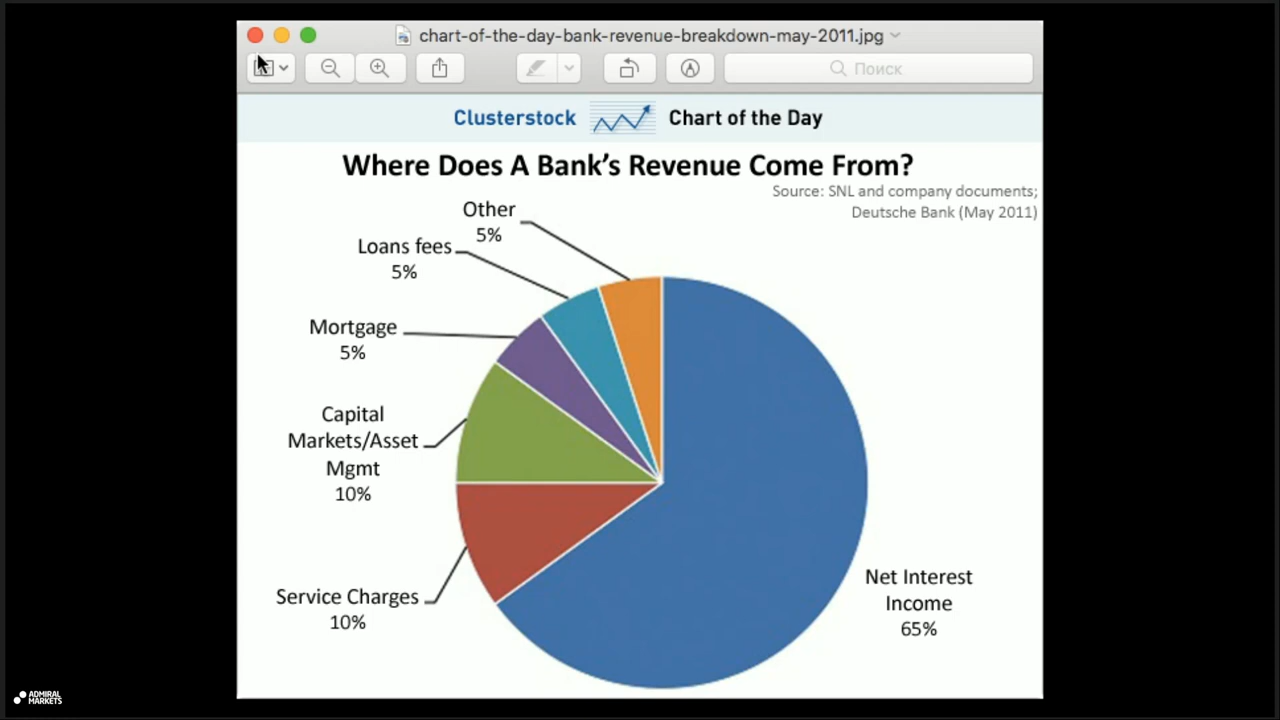 chart-of-the-day-bank-revenue-breakdown-may-2011.jpg
Поиск
Clusterstock Chart of the Day
Where Does A Bank's Revenue Come From?
Source: SNL and company documents;
Deutsche Bank (May 2011)
Other
5%
Loans fees
5%
Mortgage
5%
Capital
Markets/Asset
Mgmt
10%
Service Charges
10%
Net Interest
Income
65%
ADMIRAL
MARKETS